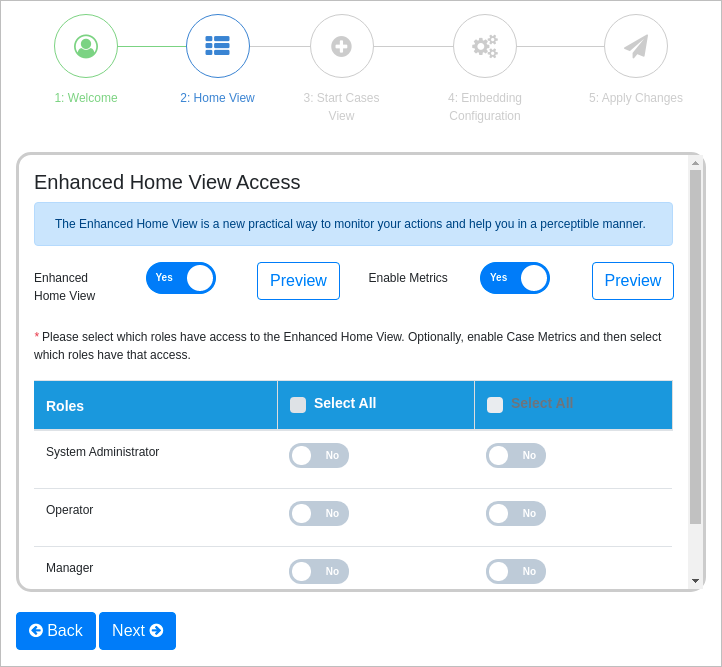 1: Welcome
2: Home View
3: Start Cases
View
4: Embedding
Configuration
5: Apply Changes
Enhanced Home View Access
The Enhanced Home View is a new practical way to monitor your actions and help you in a perceptible manner.
Enhanced
Home View
Yes
Preview
Enable Metrics
Yes
Preview
* Please select which roles have access to the Enhanced Home View. Optionally, enable Case Metrics and then select
which roles have that access.
Roles
Select All
Select All
System Administrator
No
No
Operator
No
No
Manager
No
No
Back
Next